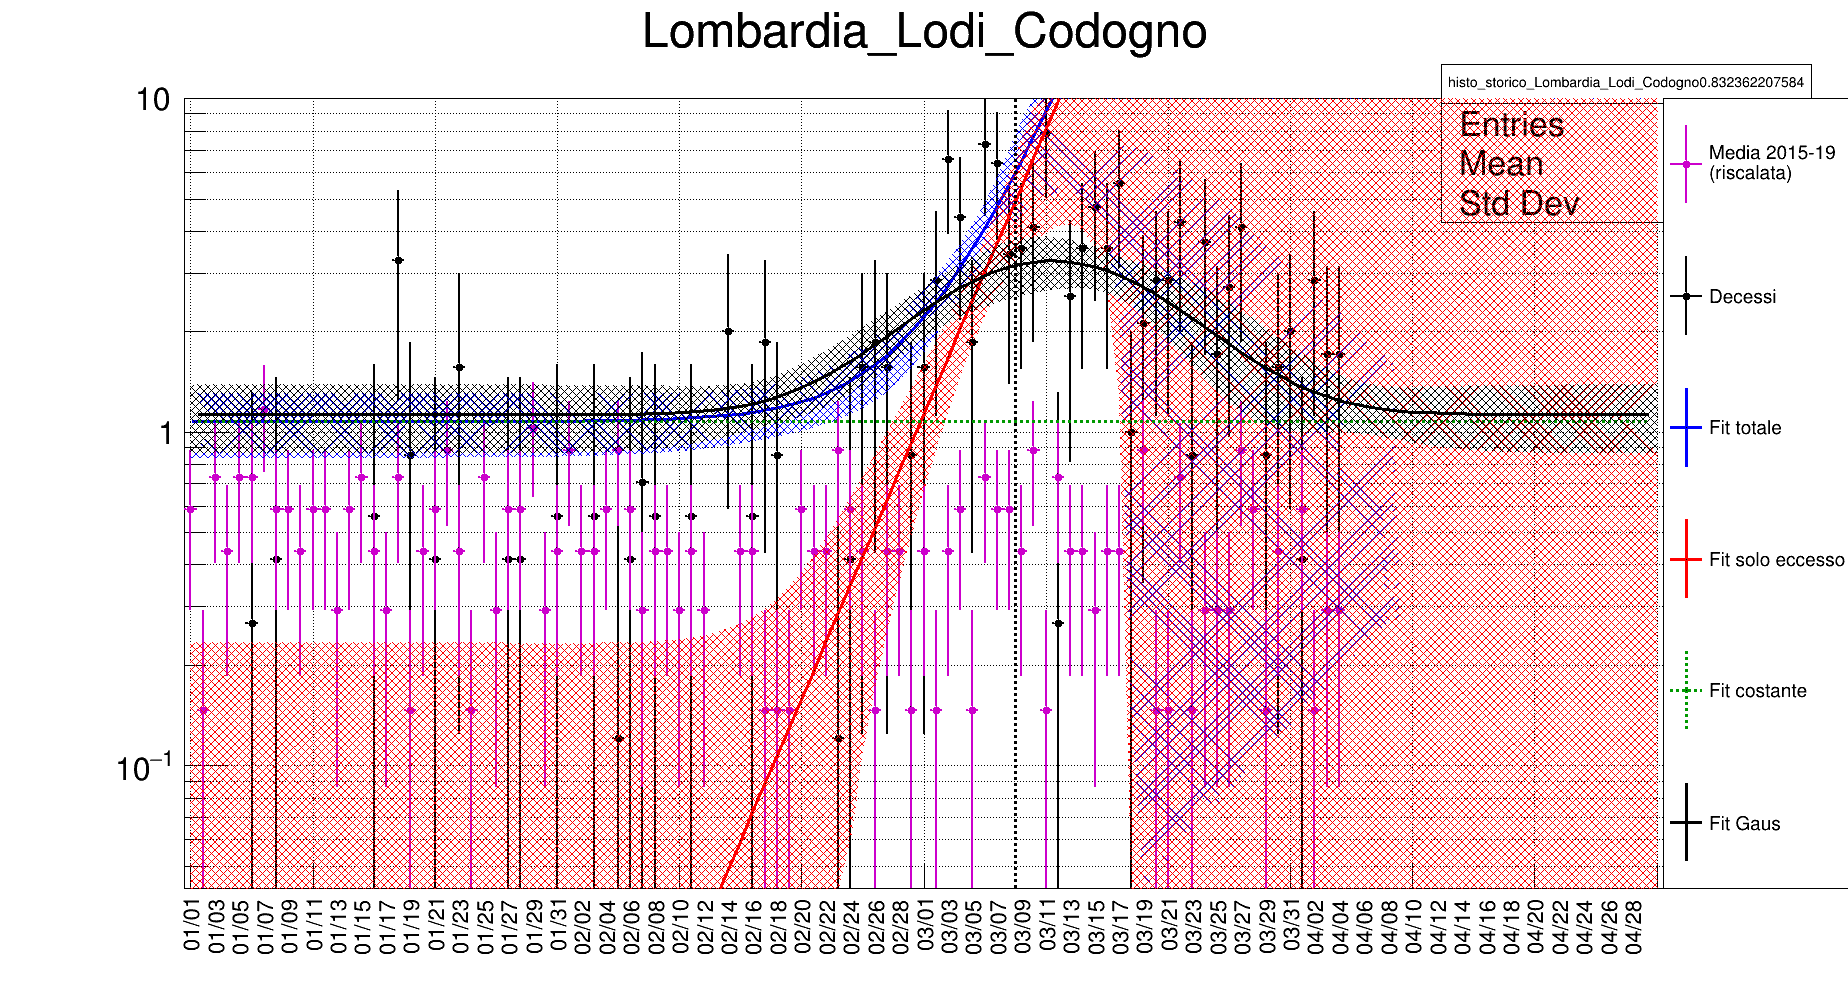 Lombardia_Lodi_Codogno
histo_storico_Lombardia_Lodi_Codogno0.832362207584
Entries
Mean
Std Dev
10
1
10⁻¹
Media 2015-19
(riscalata)
Decessi
Fit totale
Fit solo eccesso
Fit costante
Fit Gaus
01/01 01/03 01/05 01/07 01/09 01/11 01/13 01/15 01/17 01/19 01/21 01/23 01/25 01/27 01/29 01/31 02/02 02/04 02/06 02/08 02/10 02/12 02/14 02/16 02/18 02/20 02/22 02/24 02/26 02/28 03/01 03/03 03/05 03/07 03/09 03/11 03/13 03/15 03/17 03/19 03/21 03/23 03/25 03/27 03/29 03/31 04/02 04/04 04/06 04/08 04/10 04/12 04/14 04/16 04/18 04/20 04/22 04/24 04/26 04/28